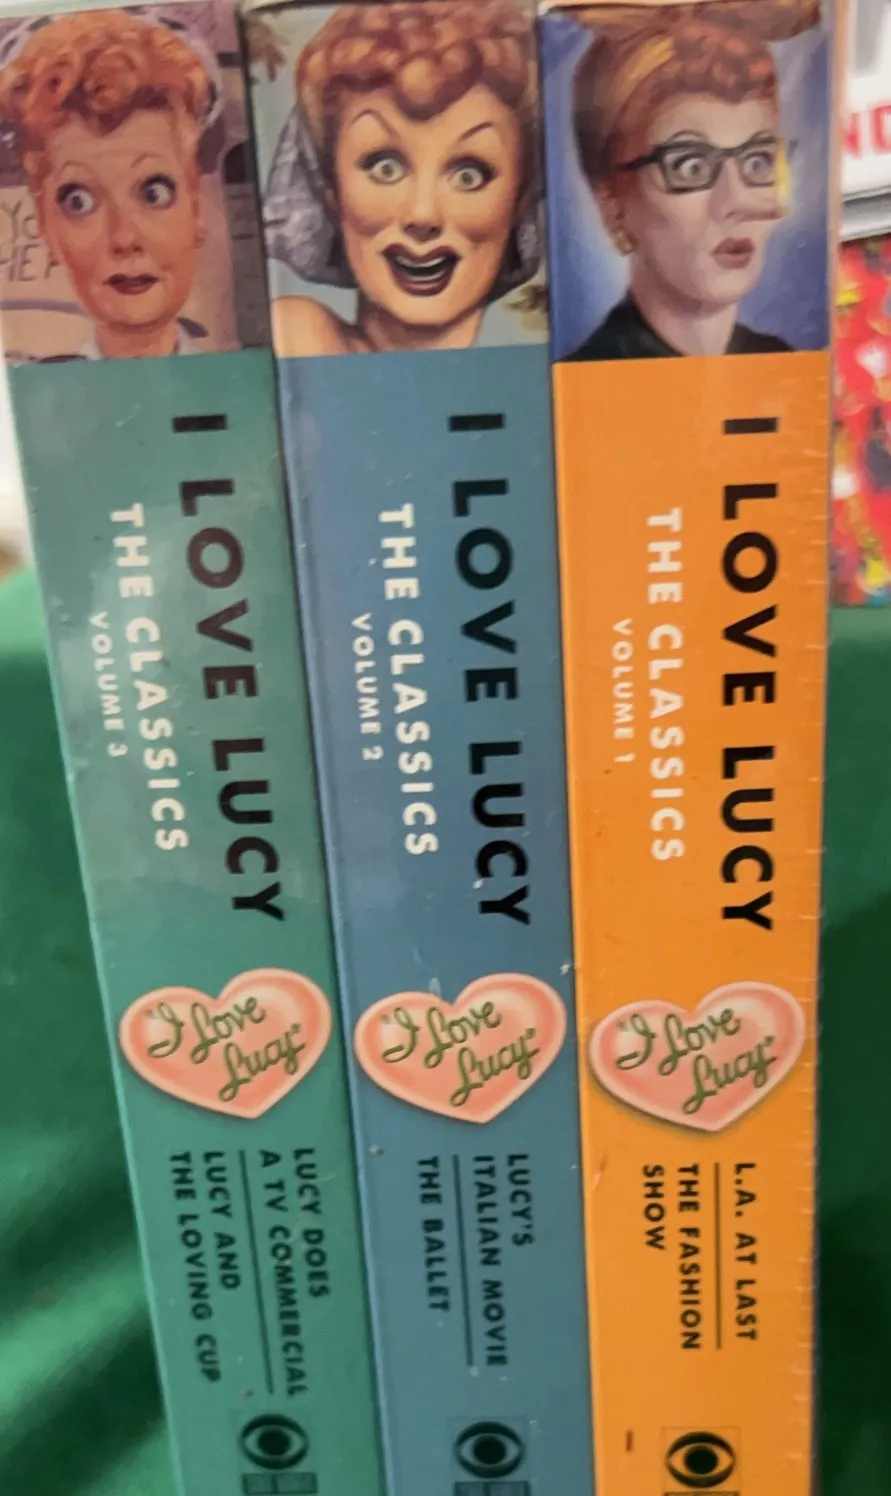 I LOVE LUCY
THE CLASSICS
VOLUME 3
"I Love
Lucy"
LUCY DOES
A TV COMMERCIAL
LUCY AND
THE LOVING CUP
I LOVE LUCY
THE CLASSICS
VOLUME 2
"I Love
Lucy"
LUCY'S
ITALIAN MOVIE
THE BALLET
I LOVE LUCY
THE CLASSICS
VOLUME 1
"I Love
Lucy"
L.A. AT LAST
THE FASHION
SHOW